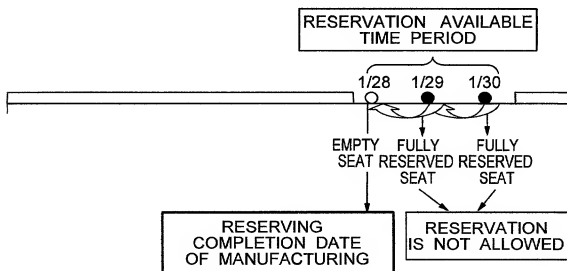 RESERVATION AVAILABLE
TIME PERIOD
1/28 1/29 1/30
EMPTY
SEAT
FULLY
RESERVED
SEAT
FULLY
RESERVED
SEAT
RESERVING
COMPLETION DATE
OF MANUFACTURING
RESERVATION
IS NOT ALLOWED